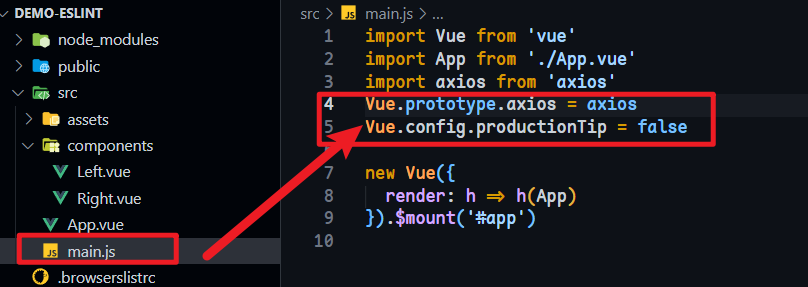 DEMO-ESLINT
node_modules
public
src
assets
components
Left.vue
Right.vue
App.vue
JS main.js
.browserslistrc
src > JS main.js > ...
1 import Vue from 'vue'
2 import App from './App.vue'
3 import axios from 'axios'
4 Vue.prototype.axios = axios
5 Vue.config.productionTip = false
7 new Vue({
8 render: h => h(App)
9 }).$mount('#app')
10